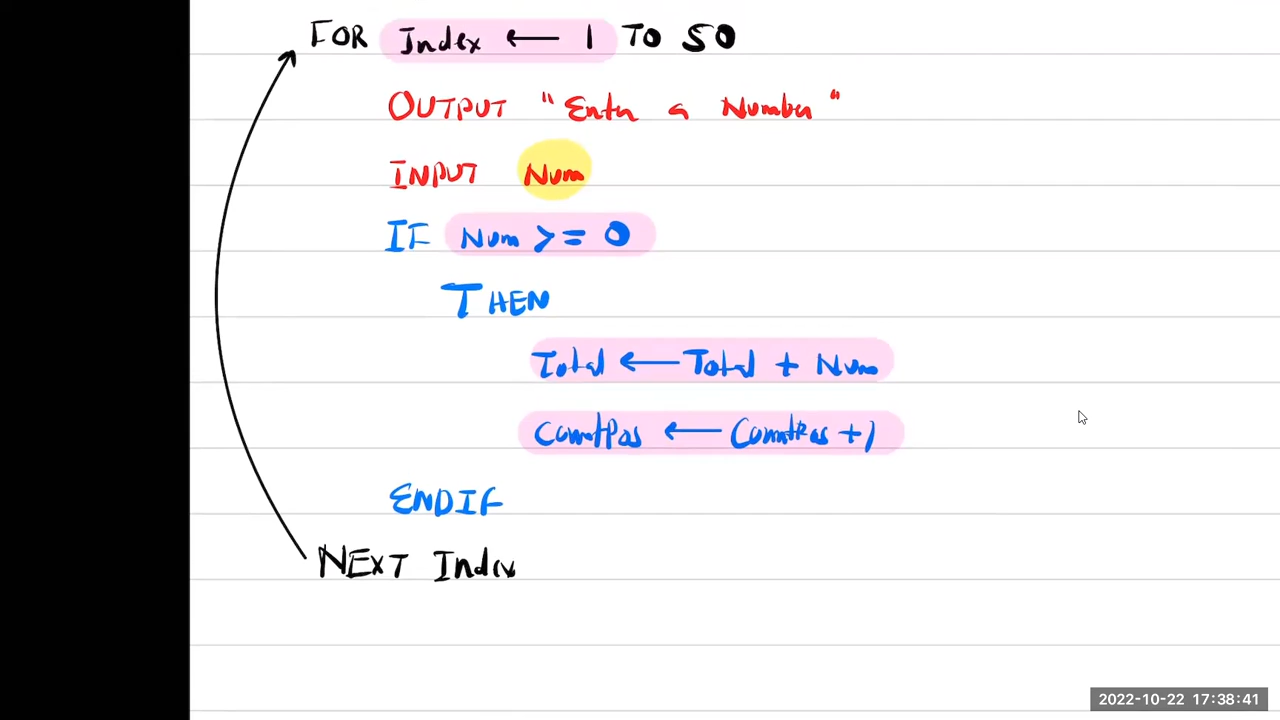 FOR Index ← 1 TO 50
OUTPUT "Enter a Number"
INPUT Num
IF Num >= 0
THEN
Total ← Total + Num
CountPos ← CountPos + 1
ENDIF
NEXT Index
2022-10-22 17:38:41